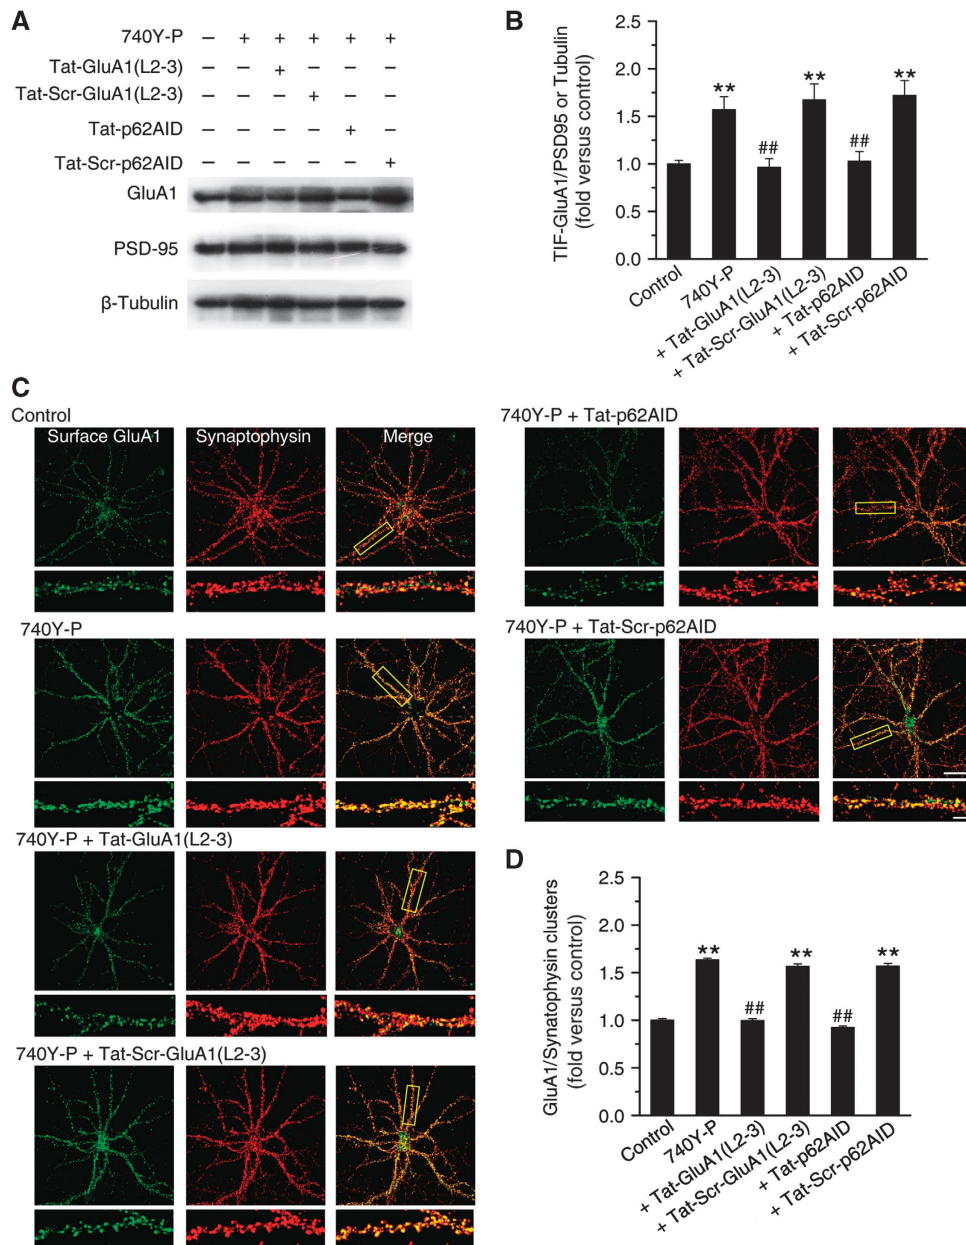 A
740Y-P – + + + + +
Tat-GluA1(L2-3) – – + – – –
Tat-Scr-GluA1(L2-3) – – – + – –
Tat-p62AID – – – – + –
Tat-Scr-p62AID – – – – – +
GluA1
PSD-95
β-Tubulin
B
TIF-GluA1/PSD95 or Tubulin
(fold versus control)
2.5
2.0
1.5
1.0
0.5
0.0
** ## ** ## **
Control
740Y-P
+ Tat-GluA1(L2-3)
+ Tat-Scr-GluA1(L2-3)
+ Tat-p62AID
+ Tat-Scr-p62AID
C
Control
Surface GluA1 Synaptophysin Merge
740Y-P
740Y-P + Tat-GluA1(L2-3)
740Y-P + Tat-Scr-GluA1(L2-3)
740Y-P + Tat-p62AID
740Y-P + Tat-Scr-p62AID
D
GluA1/Synatophysin clusters
(fold versus control)
2.5
2.0
1.5
1.0
0.5
0.0
** ## ** ## **
Control
740Y-P
+ Tat-GluA1(L2-3)
+ Tat-Scr-GluA1(L2-3)
+ Tat-p62AID
+ Tat-Scr-p62AID